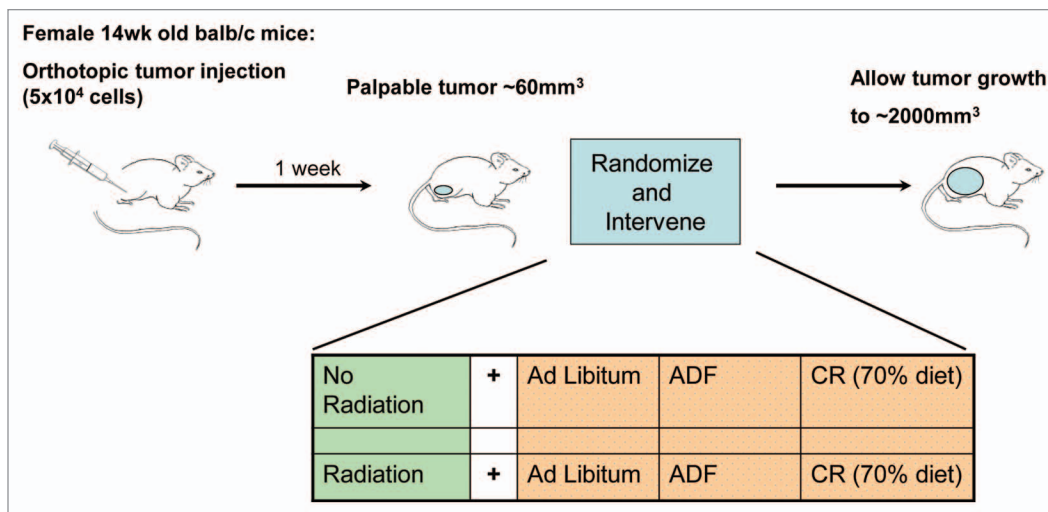 Female 14wk old balb/c mice:
Orthotopic tumor injection
(5x10⁴ cells)
1 week
Palpable tumor ~60mm³
Randomize
and
Intervene
Allow tumor growth
to ~2000mm³
No
Radiation
+
Ad Libitum
ADF
CR (70% diet)
Radiation
+
Ad Libitum
ADF
CR (70% diet)